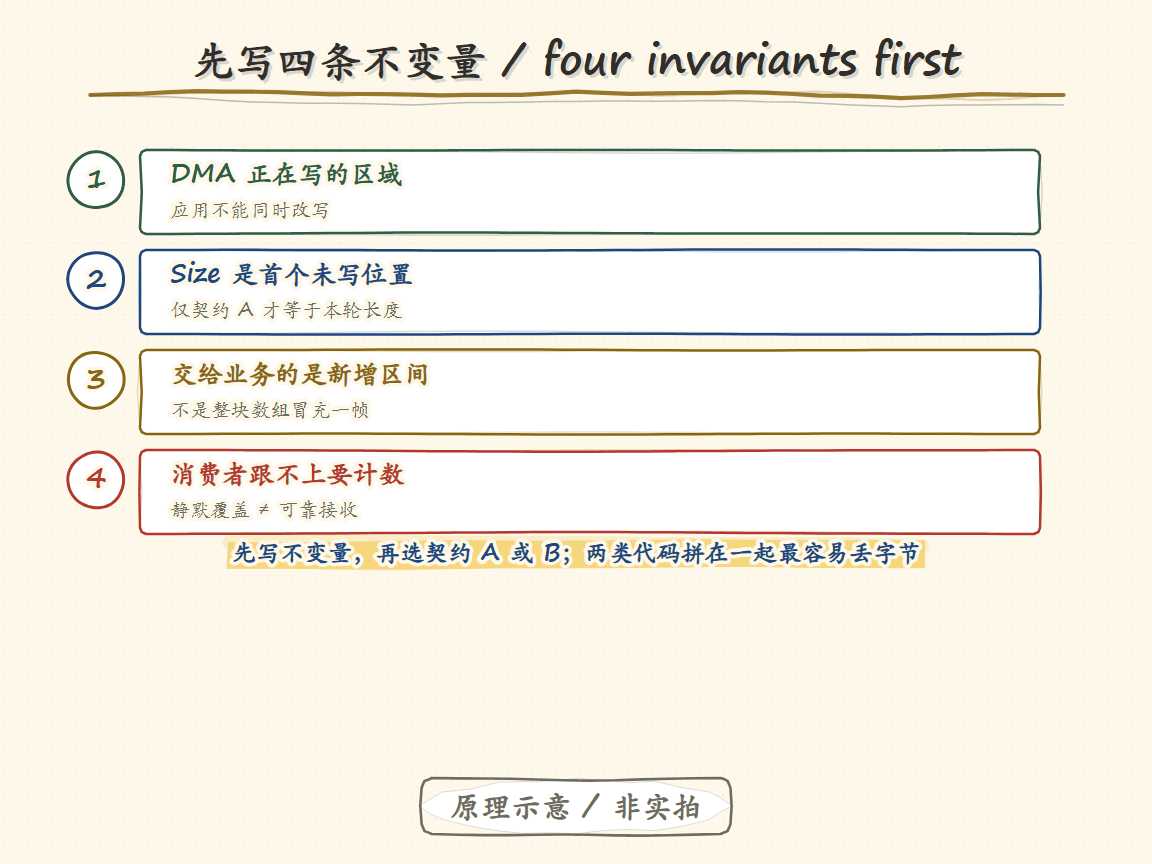 先写四条不变量 / four invariants first
1
DMA 正在写的区域
应用不能同时改写
2
Size 是首个未写位置
仅契约 A 才等于本轮长度
3
交给业务的是新增区间
不是整块数组冒充一帧
4
消费者跟不上要计数
静默覆盖 ≠ 可靠接收
先写不变量，再选契约 A 或 B；两类代码拼在一起最容易丢字节
原理示意 / 非实拍